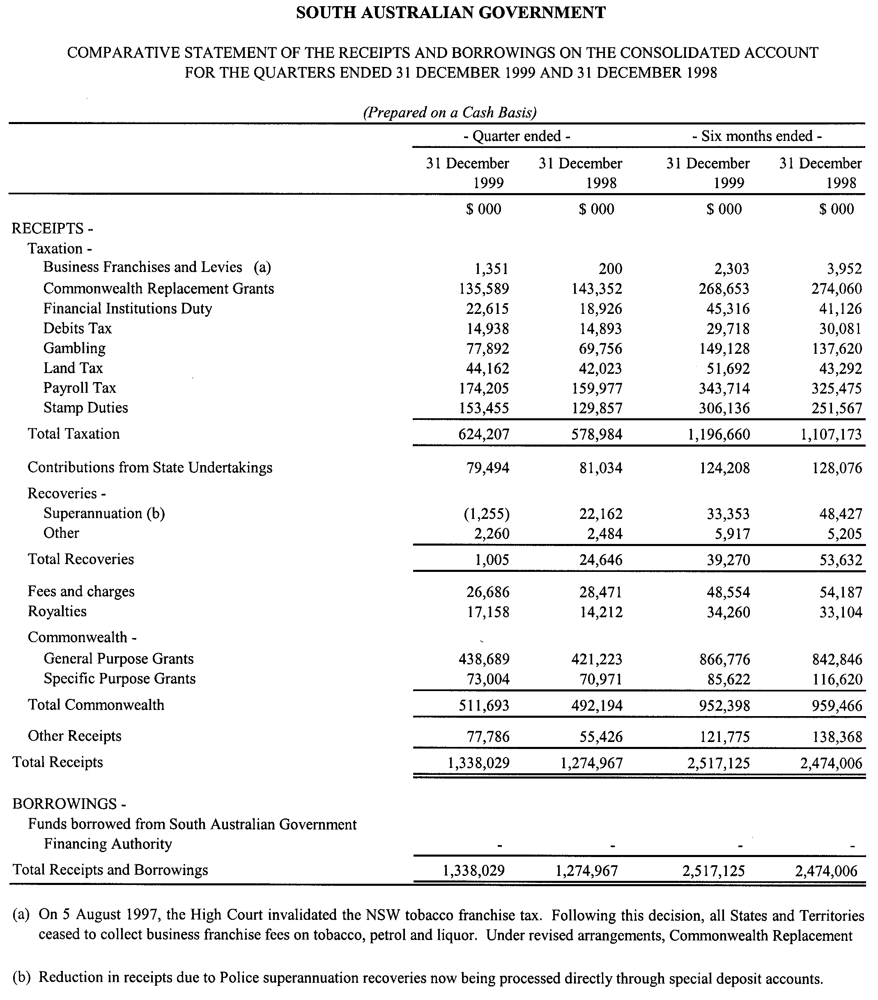 SOUTH AUSTRALIAN GOVERNMENT
COMPARATIVE STATEMENT OF THE RECEIPTS AND BORROWINGS ON THE CONSOLIDATED ACCOUNT
FOR THE QUARTERS ENDED 31 DECEMBER 1999 AND 31 DECEMBER 1998
(Prepared on a Cash Basis)
- Quarter ended - - Six months ended -
31 December 31 December 31 December 31 December
1999 1998 1999 1998
$ 000 $ 000 $ 000 $ 000
RECEIPTS -
Taxation -
Business Franchises and Levies (a) 1,351 200 2,303 3,952
Commonwealth Replacement Grants 135,589 143,352 268,653 274,060
Financial Institutions Duty 22,615 18,926 45,316 41,126
Debits Tax 14,938 14,893 29,718 30,081
Gambling 77,892 69,756 149,128 137,620
Land Tax 44,162 42,023 51,692 43,292
Payroll Tax 174,205 159,977 343,714 325,475
Stamp Duties 153,455 129,857 306,136 251,567
Total Taxation 624,207 578,984 1,196,660 1,107,173
Contributions from State Undertakings 79,494 81,034 124,208 128,076
Recoveries -
Superannuation (b) (1,255) 22,162 33,353 48,427
Other 2,260 2,484 5,917 5,205
Total Recoveries 1,005 24,646 39,270 53,632
Fees and charges 26,686 28,471 48,554 54,187
Royalties 17,158 14,212 34,260 33,104
Commonwealth -
General Purpose Grants 438,689 421,223 866,776 842,846
Specific Purpose Grants 73,004 70,971 85,622 116,620
Total Commonwealth 511,693 492,194 952,398 959,466
Other Receipts 77,786 55,426 121,775 138,368
Total Receipts 1,338,029 1,274,967 2,517,125 2,474,006
BORROWINGS -
Funds borrowed from South Australian Government
Financing Authority - - - -
Total Receipts and Borrowings 1,338,029 1,274,967 2,517,125 2,474,006
(a) On 5 August 1997, the High Court invalidated the NSW tobacco franchise tax. Following this decision, all States and Territories
ceased to collect business franchise fees on tobacco, petrol and liquor. Under revised arrangements, Commonwealth Replacement
(b) Reduction in receipts due to Police superannuation recoveries now being processed directly through special deposit accounts.